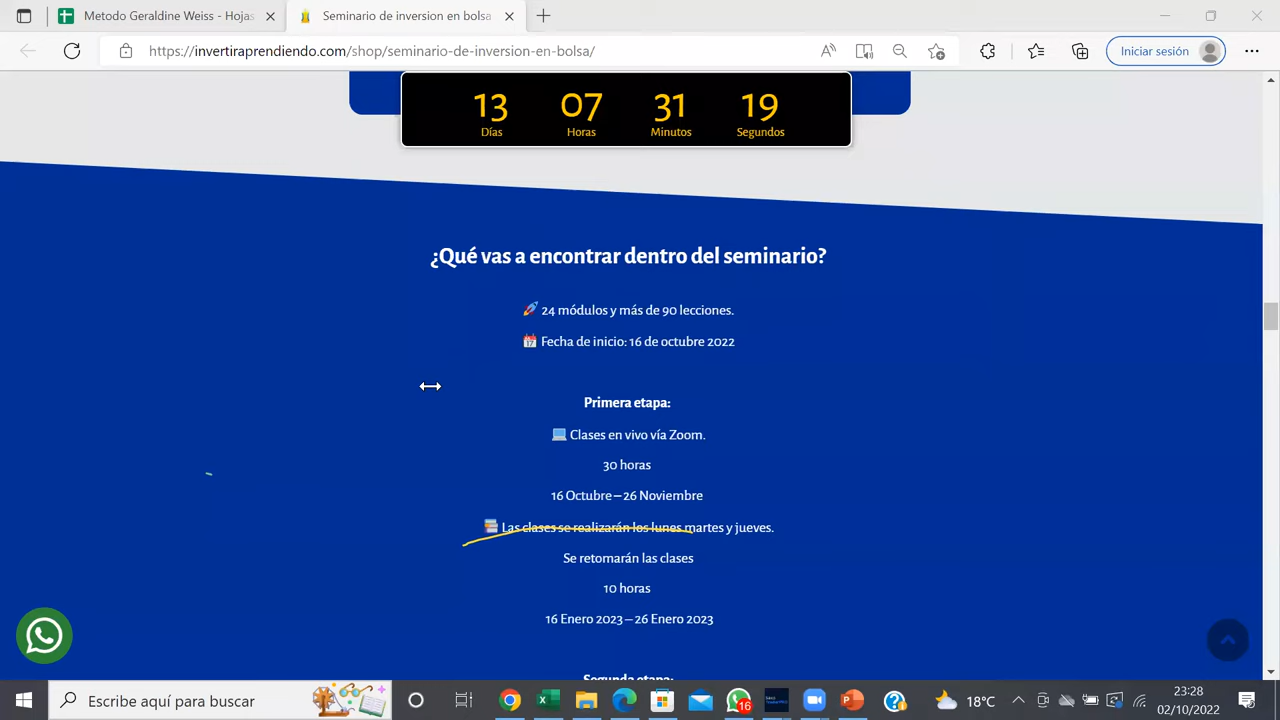 Metodo Geraldine Weiss - Hojas
Seminario de inversion en bolsa
https://invertiraprendiendo.com/shop/seminario-de-inversion-en-bolsa/
Iniciar sesión
13 07 31 19
Días Horas Minutos Segundos
¿Qué vas a encontrar dentro del seminario?
24 módulos y más de 90 lecciones.
Fecha de inicio: 16 de octubre 2022
Primera etapa:
Clases en vivo vía Zoom.
30 horas
16 Octubre – 26 Noviembre
Las clases se realizarán los lunes martes y jueves.
Se retomarán las clases
10 horas
16 Enero 2023 – 26 Enero 2023
Segunda etapa:
Escribe aquí para buscar
16
18°C
23:28
02/10/2022